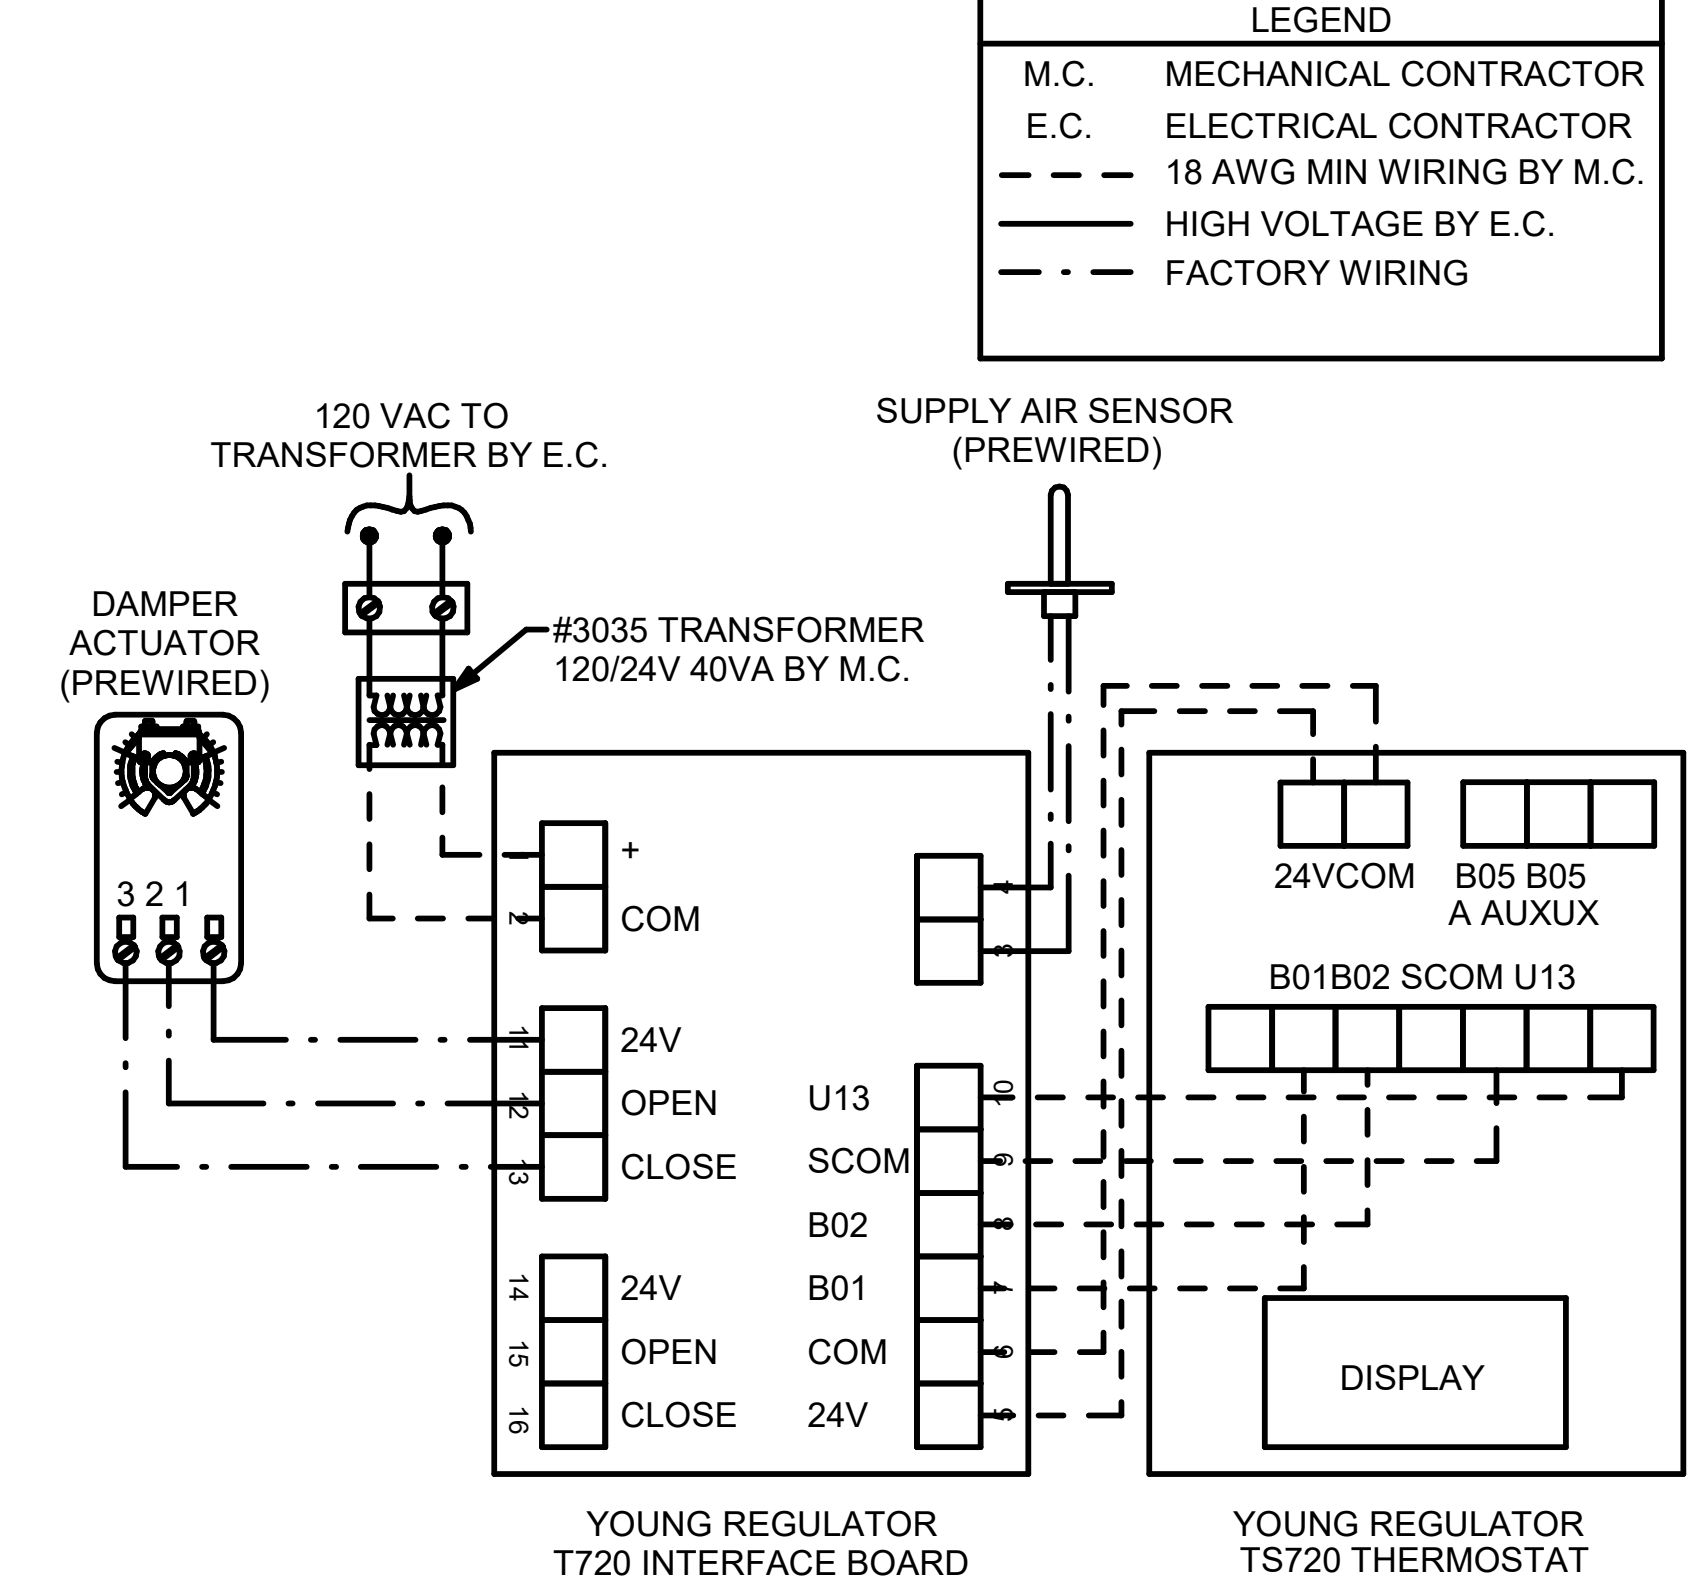 LEGEND
M.C. MECHANICAL CONTRACTOR
E.C. ELECTRICAL CONTRACTOR
18 AWG MIN WIRING BY M.C.
HIGH VOLTAGE BY E.C.
FACTORY WIRING
120 VAC TO
TRANSFORMER BY E.C.
SUPPLY AIR SENSOR
(PREWIRED)
DAMPER
ACTUATOR
(PREWIRED)
#3035 TRANSFORMER
120/24V 40VA BY M.C.
3 2 1
1 +
2 COM
4
3
11 24V
12 OPEN
13 CLOSE
14 24V
15 OPEN
16 CLOSE
U13 10
SCOM 9
B02 8
B01 7
COM 6
24V 5
24VCOM
B05 B05
A AUXUX
B01B02 SCOM U13
DISPLAY
YOUNG REGULATOR
T720 INTERFACE BOARD
YOUNG REGULATOR
TS720 THERMOSTAT